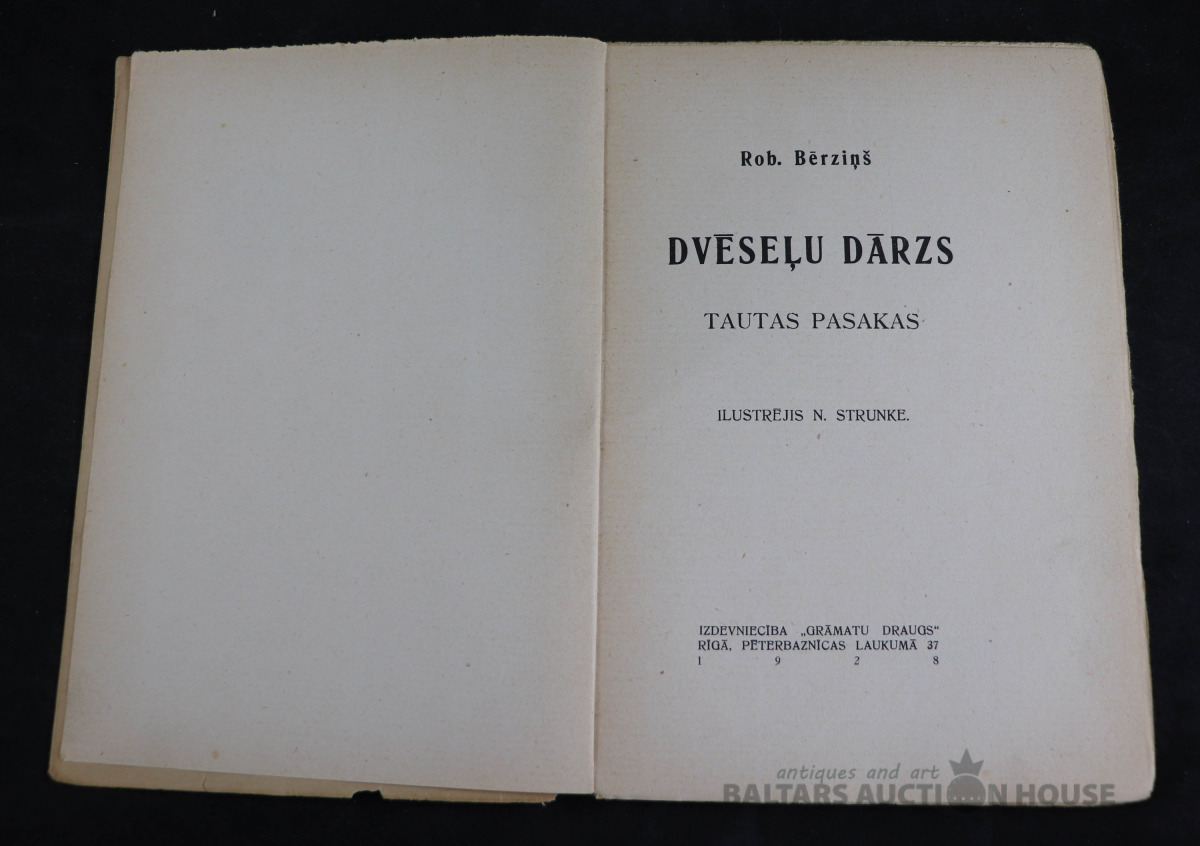 Rob. Bērziņš
DVĒSEĻU DĀRZS
TAUTAS PASAKAS
ILUSTRĒJIS N. STRUNKE.
IZDEVNIECĪBA „GRĀMATU DRAUGS“
RĪGĀ, PĒTERBAZNĪCAS LAUKUMĀ 37
1 9 2 8
antiques and art
BALTARS AUCTION HOUSE